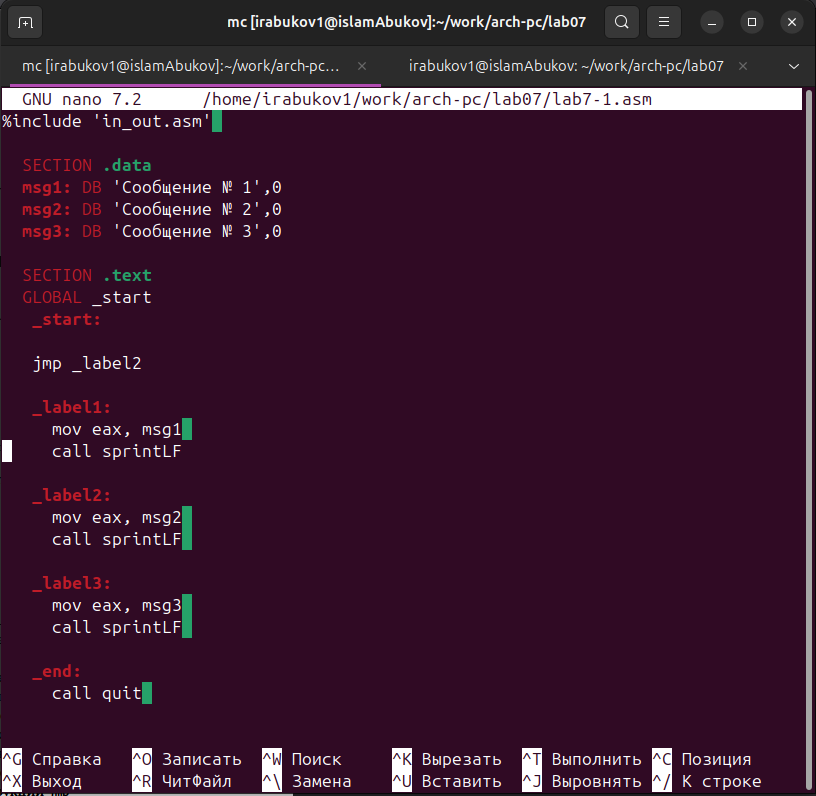 mc [irabukov1@islamAbukov]:~/work/arch-pc/lab07
mc [irabukov1@islamAbukov]:~/work/arch-pc... irabukov1@islamAbukov: ~/work/arch-pc/lab07
GNU nano 7.2 /home/irabukov1/work/arch-pc/lab07/lab7-1.asm
%include 'in_out.asm'
SECTION .data
msg1: DB 'Сообщение № 1',0
msg2: DB 'Сообщение № 2',0
msg3: DB 'Сообщение № 3',0
SECTION .text
GLOBAL _start
_start:
jmp _label2
_label1:
mov eax, msg1
call sprintLF
_label2:
mov eax, msg2
call sprintLF
_label3:
mov eax, msg3
call sprintLF
_end:
call quit
^G Справка ^O Записать ^W Поиск ^K Вырезать ^T Выполнить ^C Позиция
^X Выход ^R ЧитФайл ^\ Замена ^U Вставить ^J Выровнять ^/ К строке